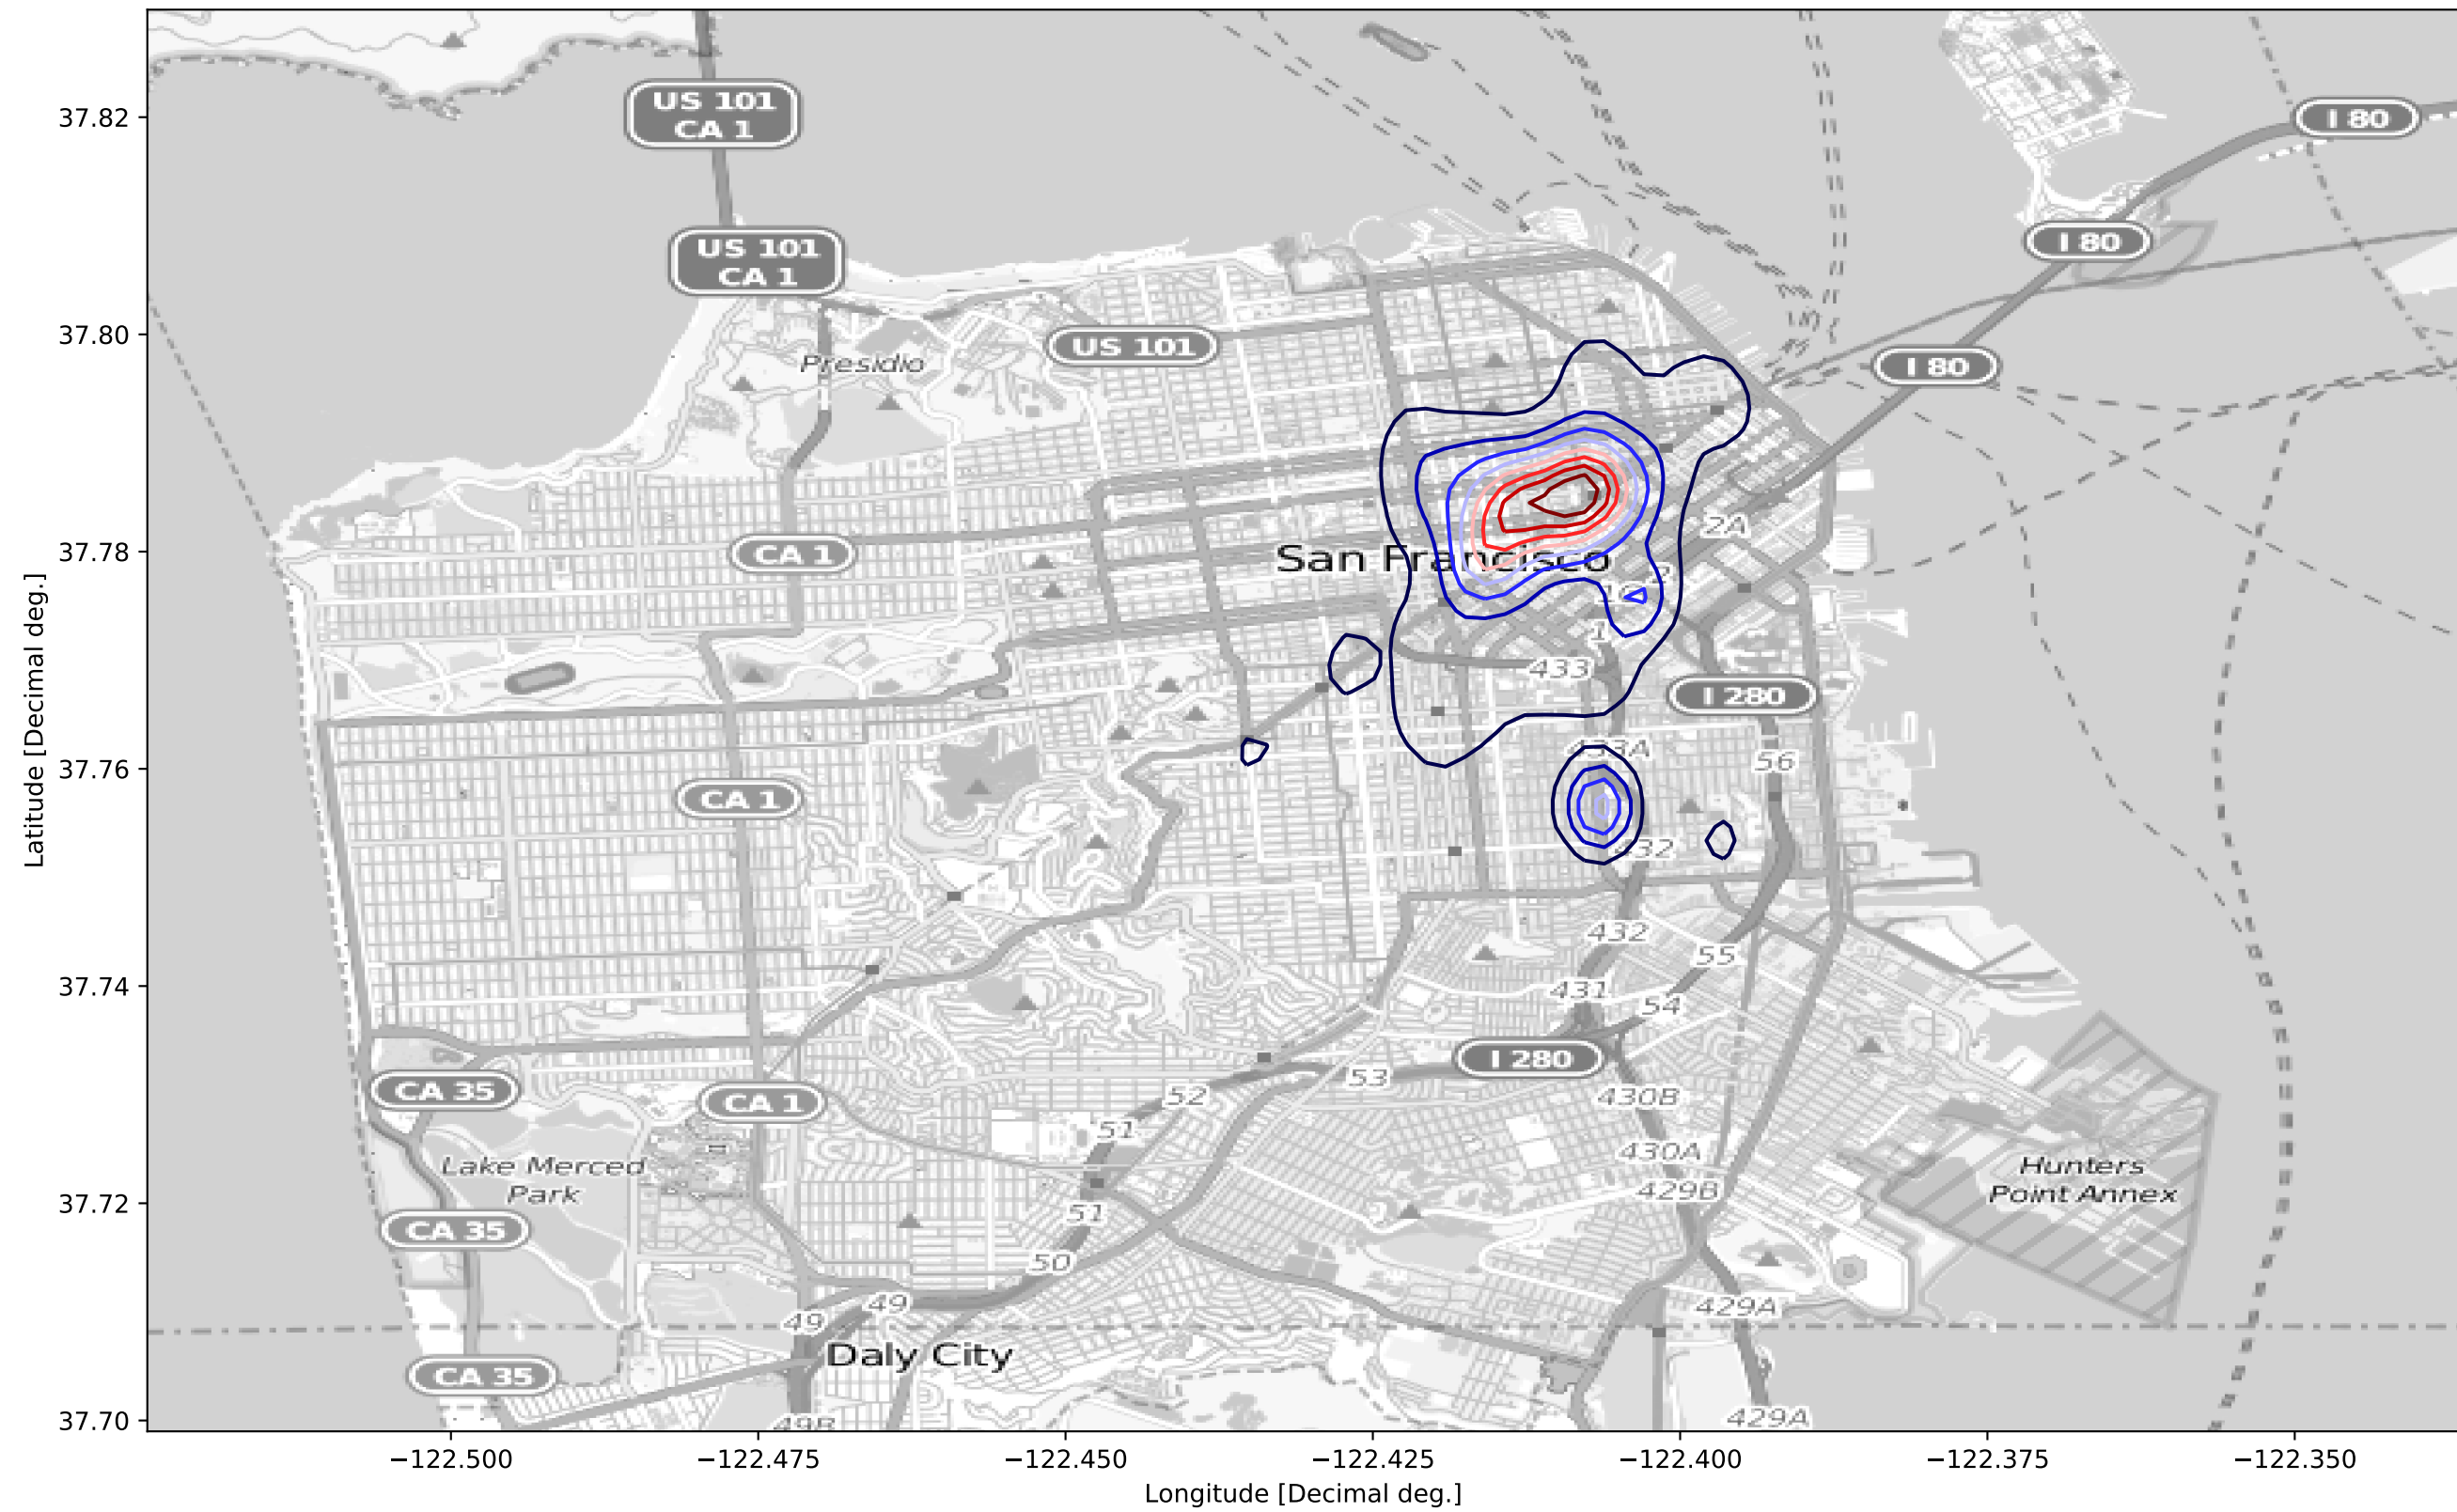 37.82
37.80
37.78
37.76
37.74
37.72
37.70
Latitude [Decimal deg.]
−122.500
−122.475
−122.450
−122.425
−122.400
−122.375
−122.350
Longitude [Decimal deg.]
US 101
CA 1
I 80
I 80
US 101
CA 1
US 101
I 80
Presidio
2A
CA 1
San Francisco
2
1
433
I 280
433A
56
CA 1
432
432
55
431
54
I 280
53
CA 35
CA 1
52
430B
51
430A
Lake Merced
Park
Hunters
Point Annex
429B
51
CA 35
50
49
429A
49
Daly City
CA 35
49B
429A